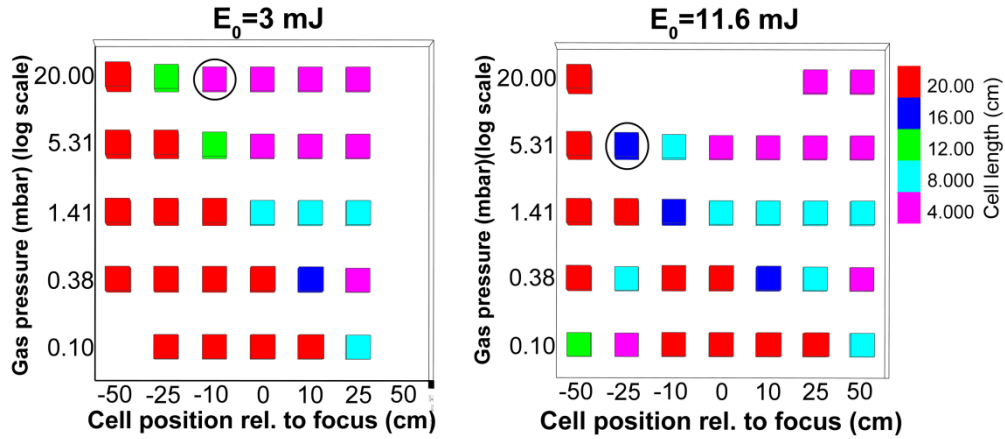 E0=3 mJ
E0=11.6 mJ
Gas pressure (mbar) (log scale)
20.00
5.31
1.41
0.38
0.10
-50 -25 -10 0 10 25 50
Cell position rel. to focus (cm)
Gas pressure (mbar)(log scale)
20.00
5.31
1.41
0.38
0.10
-50 -25 -10 0 10 25 50
Cell position rel. to focus (cm)
20.00
16.00
12.00
8.000
4.000
Cell length (cm)